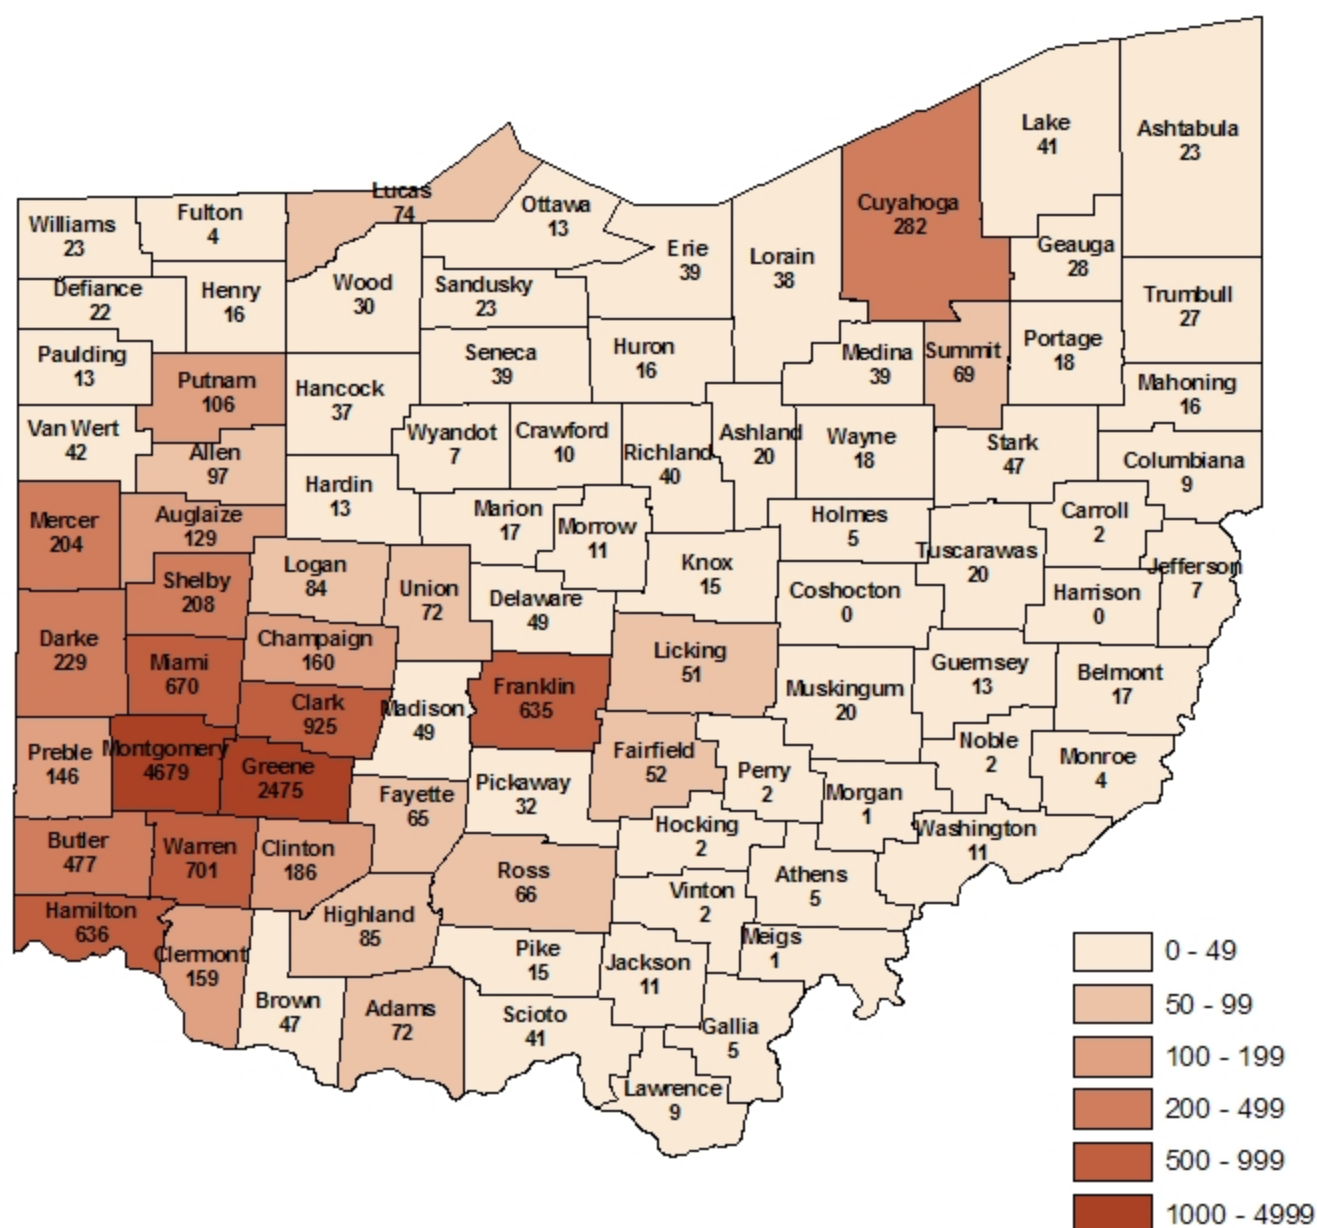 Lake
41
Ashtabula
23
Cuyahoga
282
Lucas
74
Ottawa
13
Williams
23
Fulton
4
Erie
39
Lorain
38
Geauga
28
Wood
30
Sandusky
23
Defiance
22
Henry
16
Trumbull
27
Paulding
13
Putnam
106
Hancock
37
Seneca
39
Huron
16
Medina
39
Summit
69
Portage
18
Mahoning
16
Van Wert
42
Allen
97
Wyandot
7
Crawford
10
Richland
40
Ashland
20
Wayne
18
Stark
47
Columbiana
9
Mercer
204
Auglaize
129
Hardin
13
Marion
17
Morrow
11
Holmes
5
Carroll
2
Tuscarawas
20
Jefferson
7
Shelby
208
Logan
84
Union
72
Delaware
49
Knox
15
Coshocton
0
Harrison
0
Darke
229
Miami
670
Champaign
160
Licking
51
Guernsey
13
Belmont
17
Clark
925
Madison
49
Franklin
635
Muskingum
20
Preble
146
Montgomery
4679
Greene
2475
Fairfield
52
Perry
2
Noble
2
Monroe
4
Fayette
65
Pickaway
32
Morgan
1
Hocking
2
Washington
11
Butler
477
Warren
701
Clinton
186
Ross
66
Vinton
2
Athens
5
Hamilton
636
Clermont
159
Highland
85
Pike
15
Jackson
11
Meigs
1
Brown
47
Adams
72
Scioto
41
Gallia
5
Lawrence
9
0 - 49
50 - 99
100 - 199
200 - 499
500 - 999
1000 - 4999